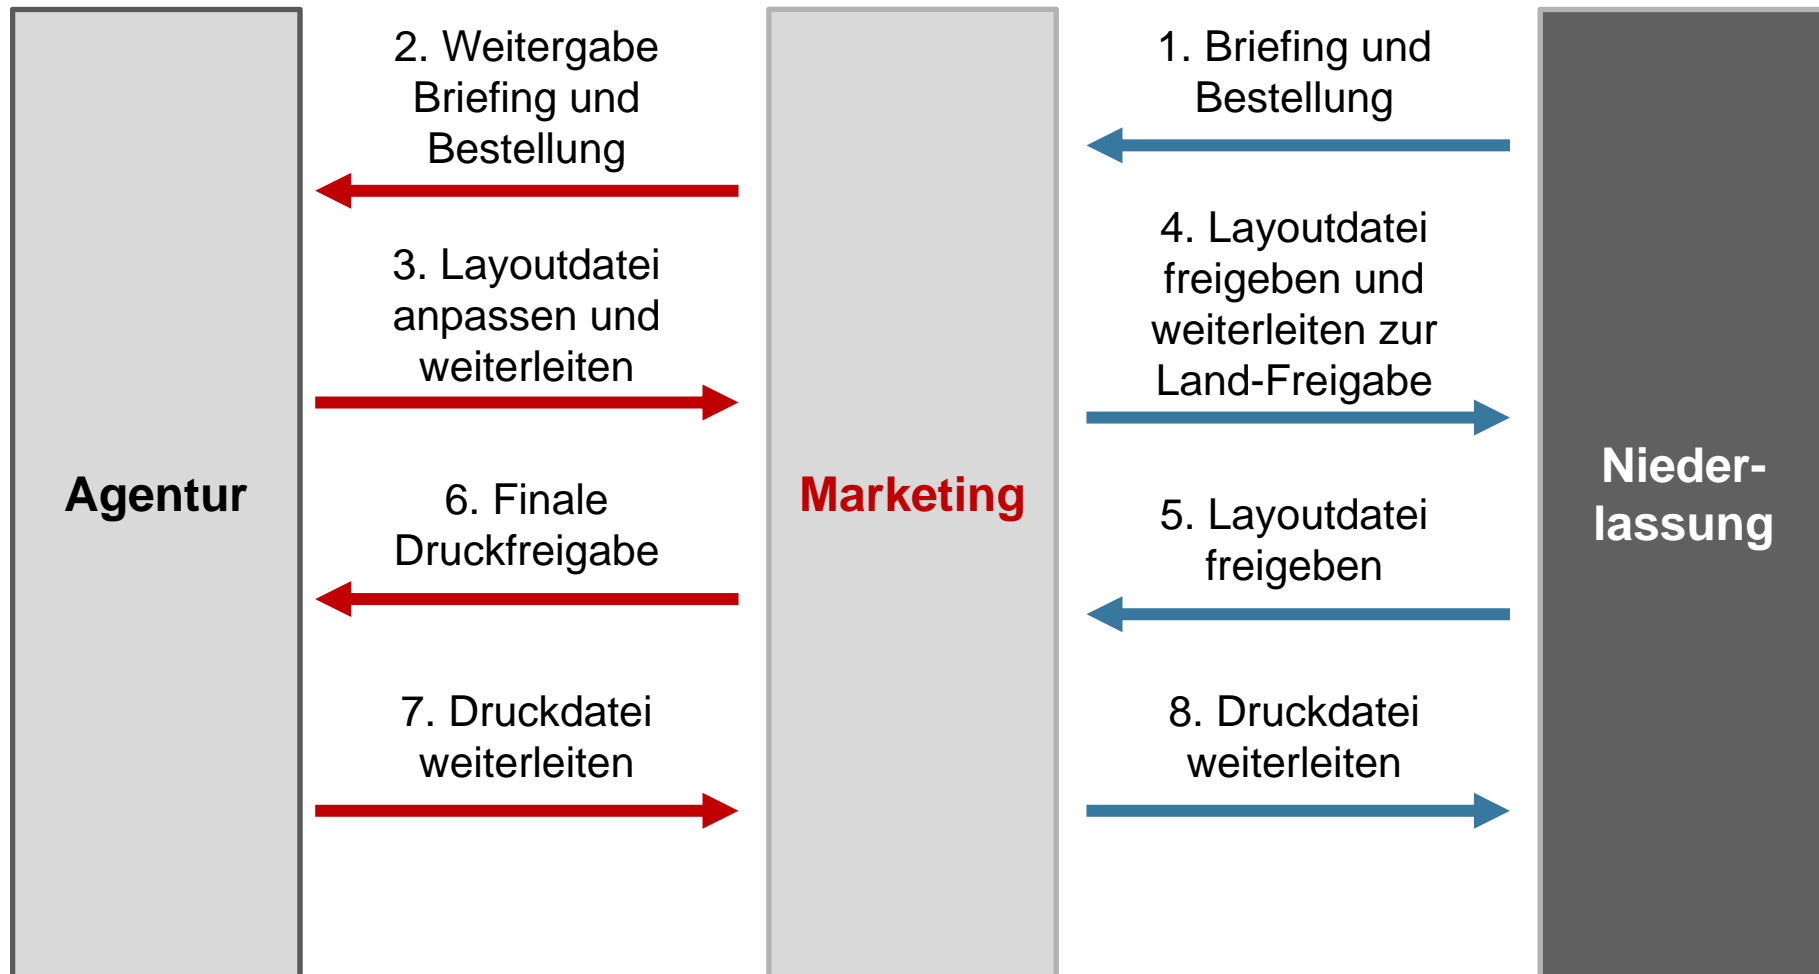 2. Weitergabe
Briefing und
Bestellung
1. Briefing und
Bestellung
3. Layoutdatei
anpassen und
weiterleiten
4. Layoutdatei
freigeben und
weiterleiten zur
Land-Freigabe
Agentur
6. Finale
Druckfreigabe
Marketing
5. Layoutdatei
freigeben
Nieder-
lassung
7. Druckdatei
weiterleiten
8. Druckdatei
weiterleiten